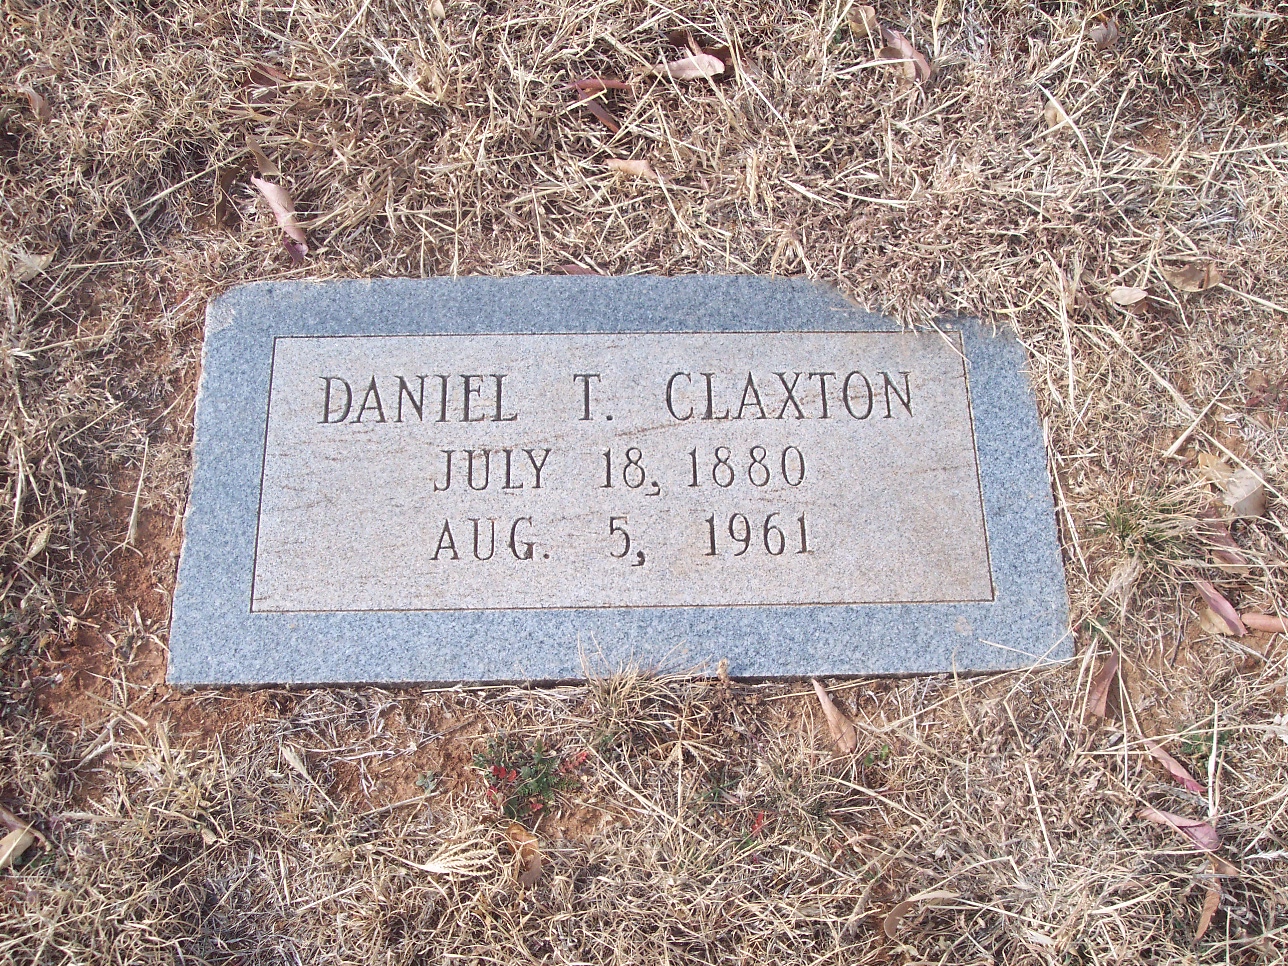 DANIEL T. CLAXTON
JULY 18, 1880
AUG. 5, 1961